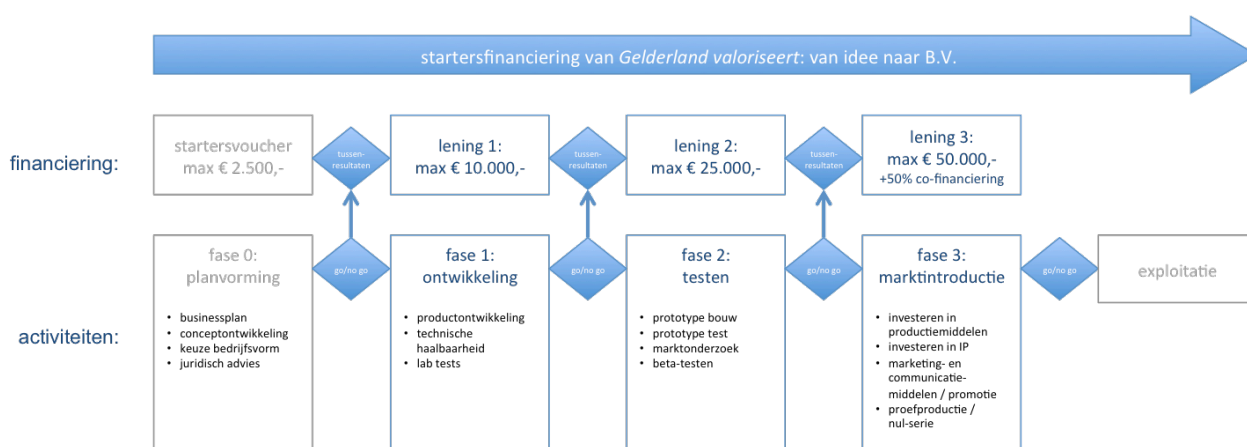 startersfinanciering van Gelderland valoriseert: van idee naar B.V.
financiering:
startersvoucher
max € 2.500,-
tussen-
resultaten
lening 1:
max € 10.000,-
tussen-
resultaten
lening 2:
max € 25.000,-
tussen-
resultaten
lening 3:
max € 50.000,-
+50% co-financiering
activiteiten:
fase 0:
planvorming
• businessplan
• conceptontwikkeling
• keuze bedrijfsvorm
• juridisch advies
go/no go
fase 1:
ontwikkeling
• productontwikkeling
• technische
haalbaarheid
• lab tests
go/no go
fase 2:
testen
• prototype bouw
• prototype test
• marktonderzoek
• beta-testen
go/no go
fase 3:
marktintroductie
• investeren in
productiemiddelen
• investeren in IP
• marketing- en
communicatie-
middelen / promotie
• proefproductie /
nul-serie
go/no go
exploitatie